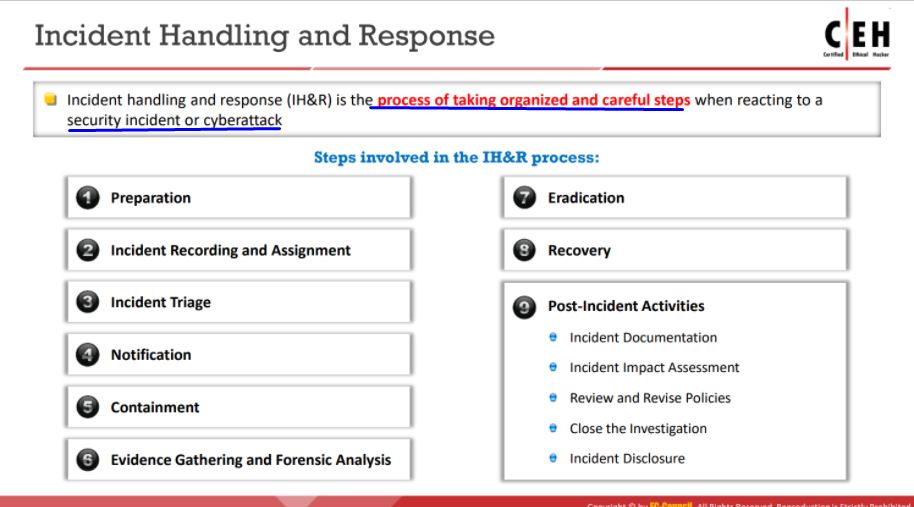 Incident Handling and Response
CEH
Certified Ethical Hacker
Incident handling and response (IH&R) is the process of taking organized and careful steps when reacting to a
security incident or cyberattack
Steps involved in the IH&R process:
1 Preparation
2 Incident Recording and Assignment
3 Incident Triage
4 Notification
5 Containment
6 Evidence Gathering and Forensic Analysis
7 Eradication
8 Recovery
9 Post-Incident Activities
Incident Documentation
Incident Impact Assessment
Review and Revise Policies
Close the Investigation
Incident Disclosure
Copyright © by EC-Council. All Rights Reserved. Reproduction is Strictly Prohibited